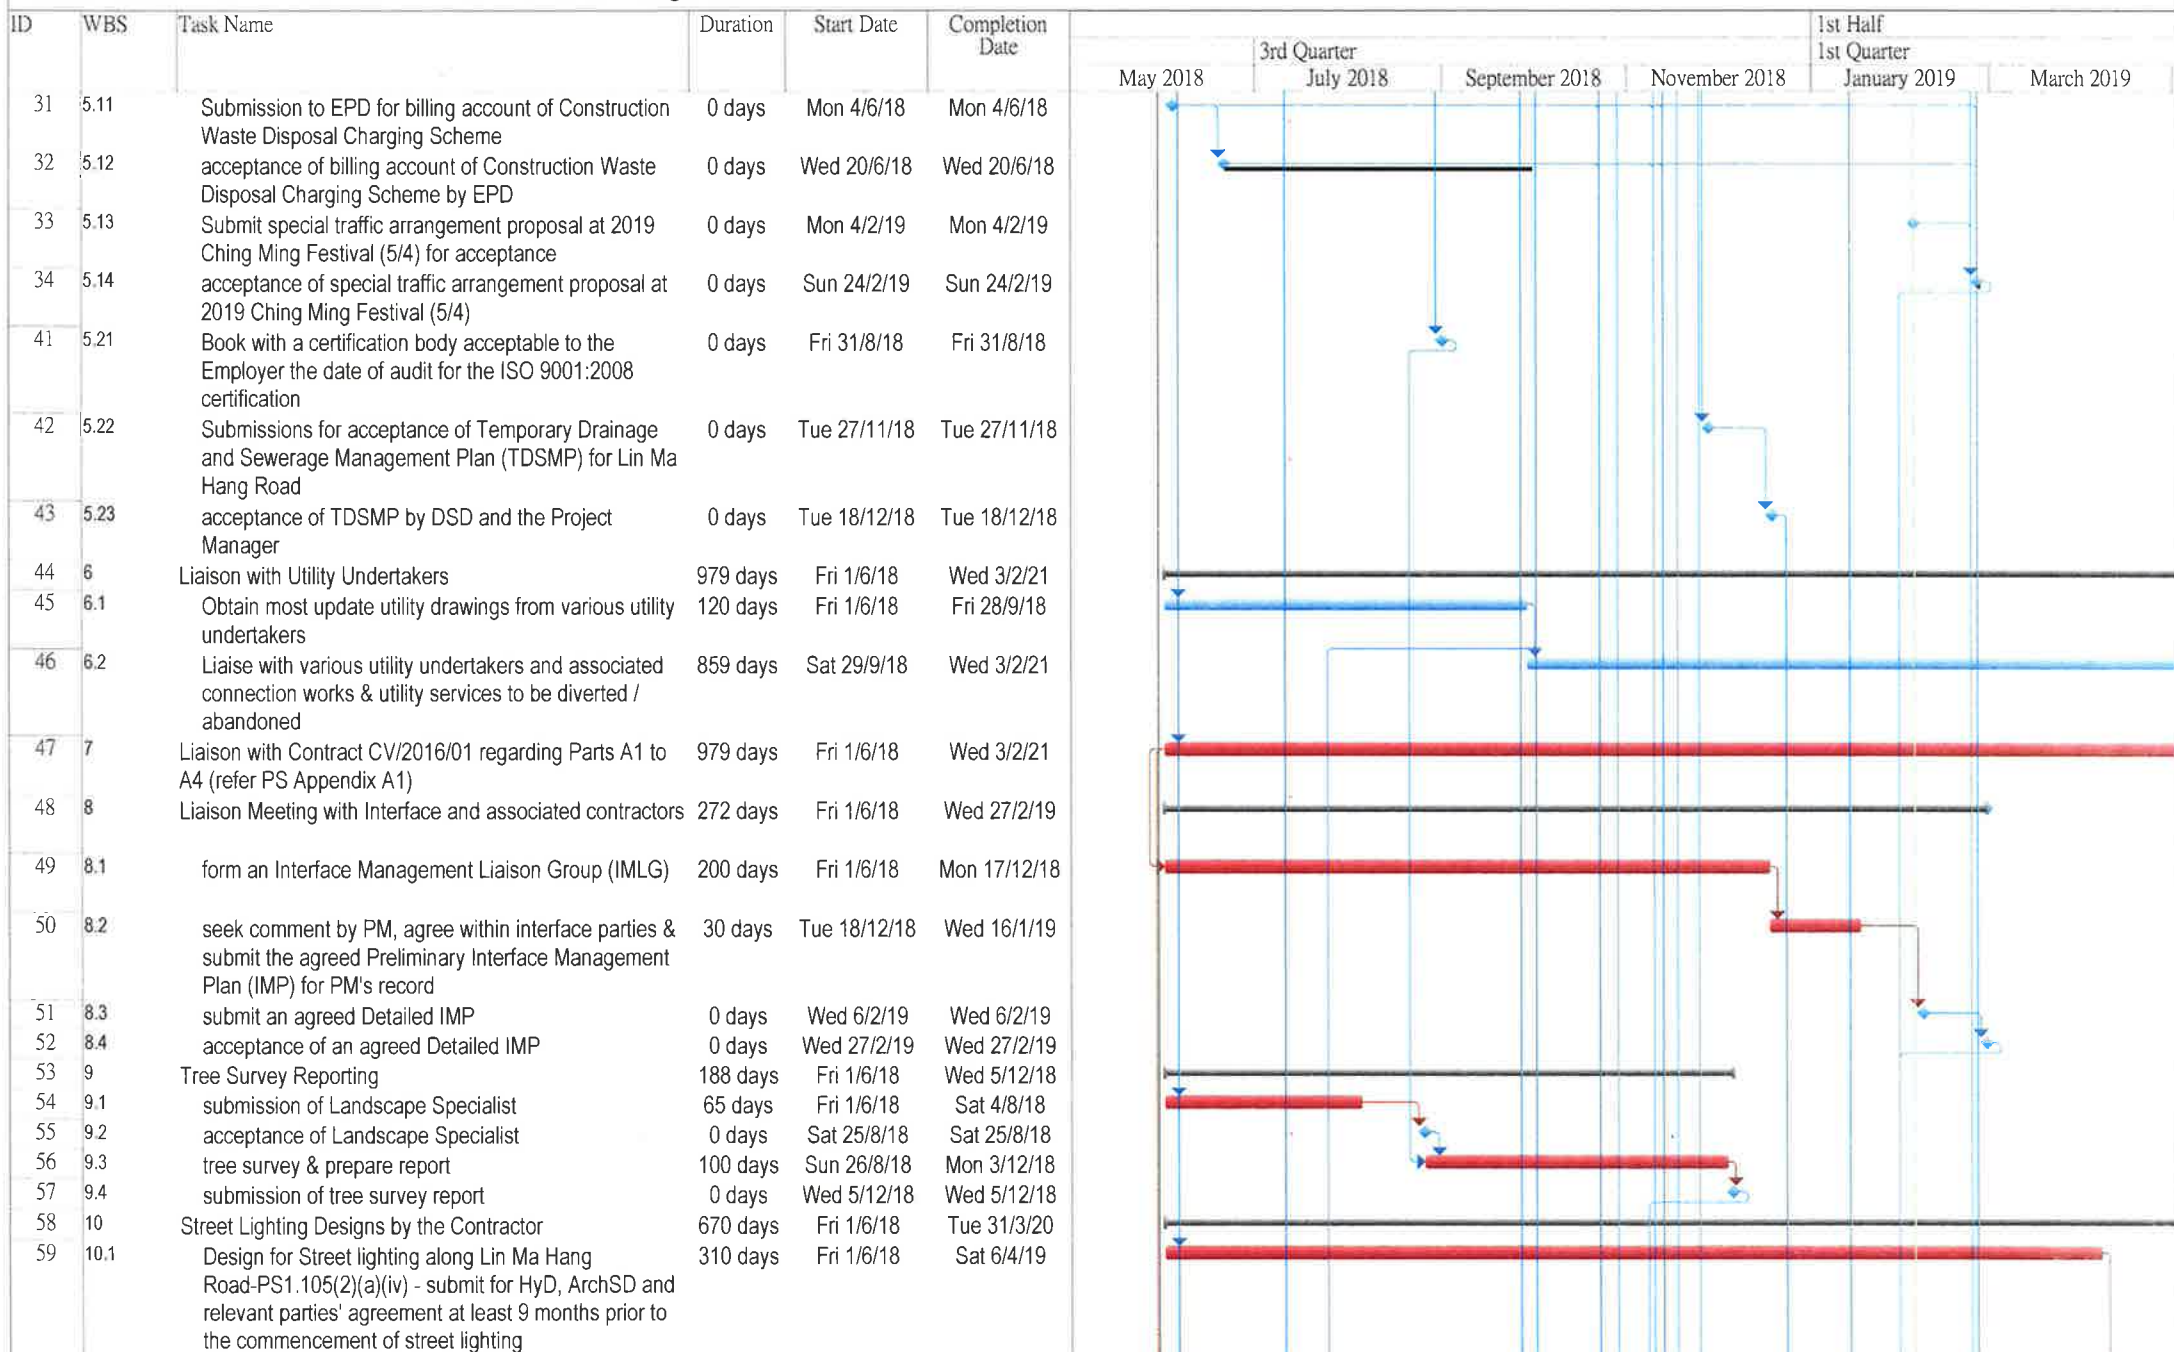 ID WBS Task Name Duration Start Date Completion Date
1st Half
3rd Quarter 1st Quarter
May 2018 July 2018 September 2018 November 2018 January 2019 March 2019
31 5.11 Submission to EPD for billing account of Construction 0 days Mon 4/6/18 Mon 4/6/18
Waste Disposal Charging Scheme
32 5.12 acceptance of billing account of Construction Waste 0 days Wed 20/6/18 Wed 20/6/18
Disposal Charging Scheme by EPD
33 5.13 Submit special traffic arrangement proposal at 2019 0 days Mon 4/2/19 Mon 4/2/19
Ching Ming Festival (5/4) for acceptance
34 5.14 acceptance of special traffic arrangement proposal at 0 days Sun 24/2/19 Sun 24/2/19
2019 Ching Ming Festival (5/4)
41 5.21 Book with a certification body acceptable to the 0 days Fri 31/8/18 Fri 31/8/18
Employer the date of audit for the ISO 9001:2008
certification
42 5.22 Submissions for acceptance of Temporary Drainage 0 days Tue 27/11/18 Tue 27/11/18
and Sewerage Management Plan (TDSMP) for Lin Ma
Hang Road
43 5.23 acceptance of TDSMP by DSD and the Project 0 days Tue 18/12/18 Tue 18/12/18
Manager
44 6 Liaison with Utility Undertakers 979 days Fri 1/6/18 Wed 3/2/21
45 6.1 Obtain most update utility drawings from various utility 120 days Fri 1/6/18 Fri 28/9/18
undertakers
46 6.2 Liaise with various utility undertakers and associated 859 days Sat 29/9/18 Wed 3/2/21
connection works & utility services to be diverted /
abandoned
47 7 Liaison with Contract CV/2016/01 regarding Parts A1 to 979 days Fri 1/6/18 Wed 3/2/21
A4 (refer PS Appendix A1)
48 8 Liaison Meeting with Interface and associated contractors 272 days Fri 1/6/18 Wed 27/2/19
49 8.1 form an Interface Management Liaison Group (IMLG) 200 days Fri 1/6/18 Mon 17/12/18
50 8.2 seek comment by PM, agree within interface parties & 30 days Tue 18/12/18 Wed 16/1/19
submit the agreed Preliminary Interface Management
Plan (IMP) for PM's record
51 8.3 submit an agreed Detailed IMP 0 days Wed 6/2/19 Wed 6/2/19
52 8.4 acceptance of an agreed Detailed IMP 0 days Wed 27/2/19 Wed 27/2/19
53 9 Tree Survey Reporting 188 days Fri 1/6/18 Wed 5/12/18
54 9.1 submission of Landscape Specialist 65 days Fri 1/6/18 Sat 4/8/18
55 9.2 acceptance of Landscape Specialist 0 days Sat 25/8/18 Sat 25/8/18
56 9.3 tree survey & prepare report 100 days Sun 26/8/18 Mon 3/12/18
57 9.4 submission of tree survey report 0 days Wed 5/12/18 Wed 5/12/18
58 10 Street Lighting Designs by the Contractor 670 days Fri 1/6/18 Tue 31/3/20
59 10.1 Design for Street lighting along Lin Ma Hang 310 days Fri 1/6/18 Sat 6/4/19
Road-PS1.105(2)(a)(iv) - submit for HyD, ArchSD and
relevant parties' agreement at least 9 months prior to
the commencement of street lighting